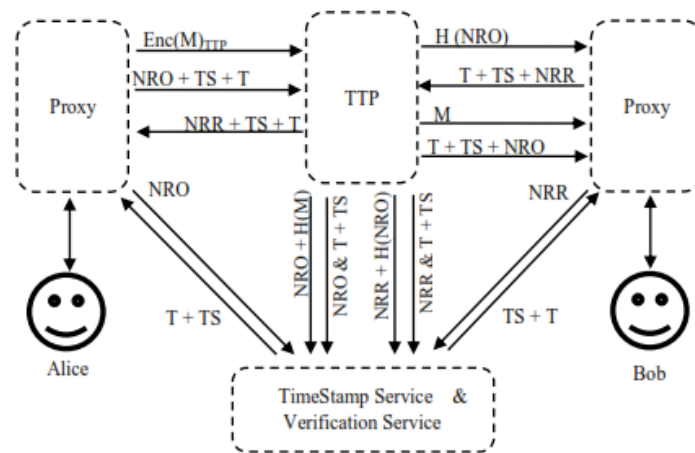 Enc(M)TTP
H (NRO)
NRO + TS + T
T + TS + NRR
Proxy
TTP
Proxy
NRR + TS + T
M
T + TS + NRO
NRO
NRR
NRO + H(M)
NRO & T + TS
NRR + H(NRO)
NRR & T + TS
T + TS
TS + T
Alice
Bob
TimeStamp Service &
Verification Service